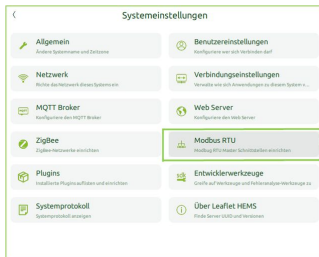 Systemeinstellungen
Allgemein
Ändere Systemname und Zeitzone
Benutzereinstellungen
Konfiguriere wer sich verbinden darf
Netzwerk
Richte das Netzwerk dieses Systems ein
Verbindungseinstellungen
Verwalte wie sich Anwendungen zu diesem System v...
MQTT Broker
Konfiguriere den MQTT Broker
Web Server
Konfiguriere den Web Server
ZigBee
ZigBee-Netzwerke einrichten
Modbus RTU
Modbus RTU Master Schnittstellen einrichten
Plugins
Installierte Plugins auflisten und einrichten
Entwicklerwerkzeuge
Greife auf Werkzeuge und Fehleranalyse-Werkzeuge zu
Systemprotokoll
Systemprotokoll anzeigen
Über Leaflet HEMS
Finde Server UUID und Versionen